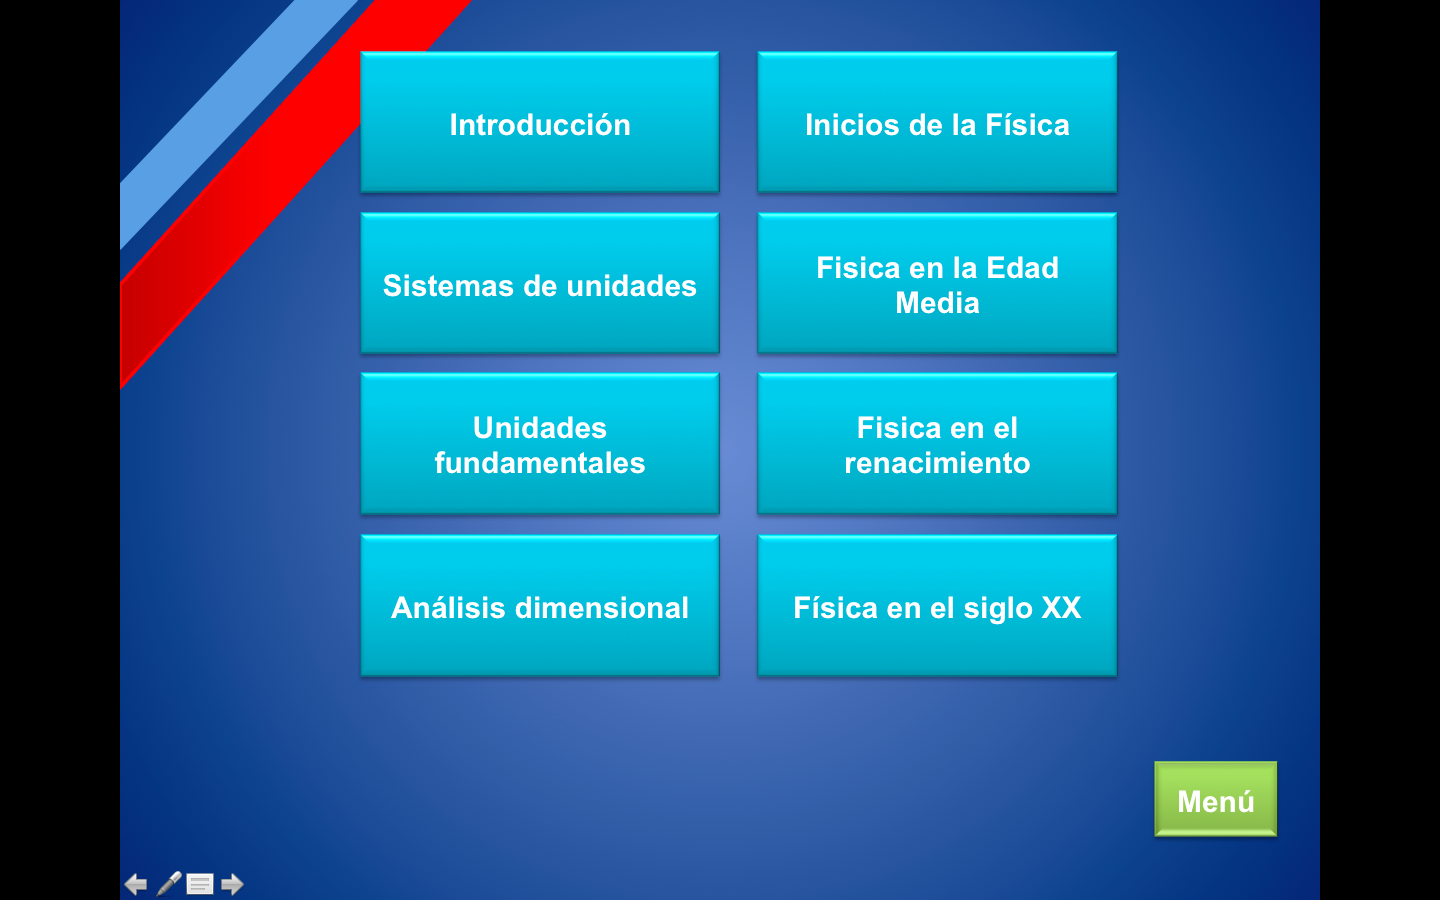 Introducción
Inicios de la Física
Sistemas de unidades
Fisica en la Edad
Media
Unidades
fundamentales
Fisica en el
renacimiento
Análisis dimensional
Física en el siglo XX
Menú